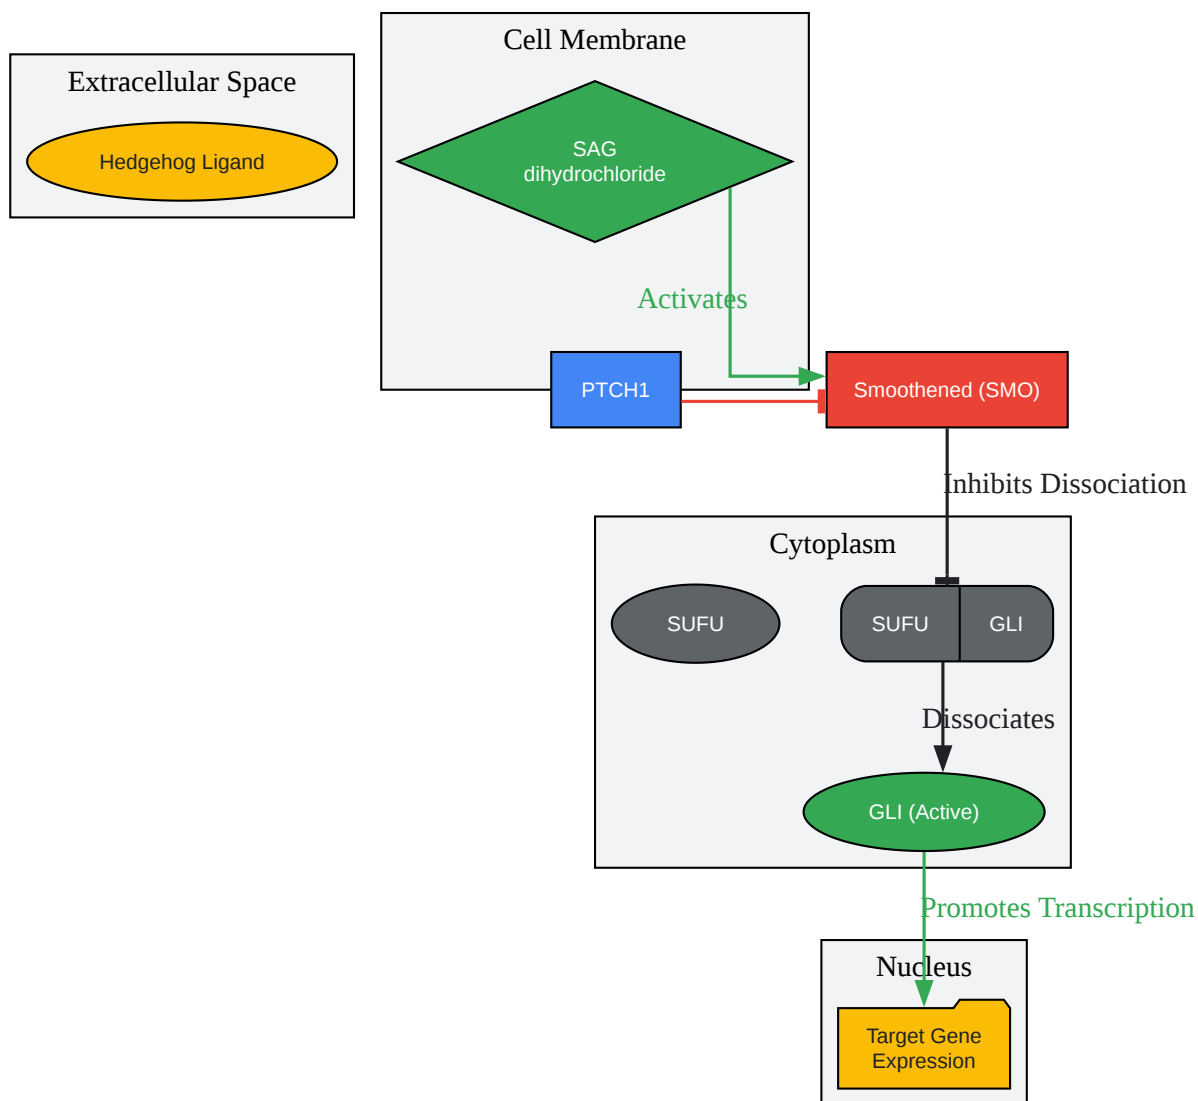 Cell Membrane
Extracellular Space
Hedgehog Ligand
SAG
dihydrochloride
Activates
PTCH1
Smoothened (SMO)
Inhibits Dissociation
Cytoplasm
SUFU
SUFU
GLI
Dissociates
GLI (Active)
Promotes Transcription
Nucleus
Target Gene
Expression